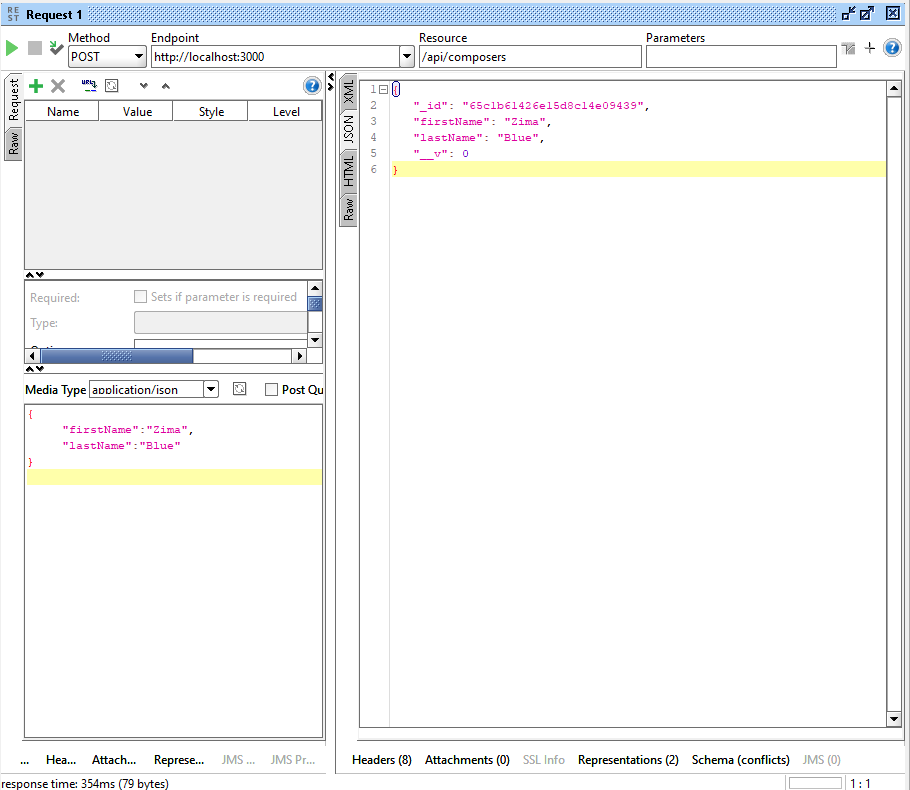 REST Request 1
Method Endpoint Resource Parameters
POST http://localhost:3000 /api/composers
Request
Raw
Name Value Style Level
Required: Sets if parameter is required
Type:
Media Type application/json Post Qu
{
"firstName":"Zima",
"lastName":"Blue"
}
... Hea... Attach... Represe... JMS ... JMS Pr...
XML
JSON
HTML
Raw
1 {
2 "_id": "65c1b61426e15d8c14e09439",
3 "firstName": "Zima",
4 "lastName": "Blue",
5 "__v": 0
6 }
Headers (8) Attachments (0) SSL Info Representations (2) Schema (conflicts) JMS (0)
response time: 354ms (79 bytes) 1 : 1